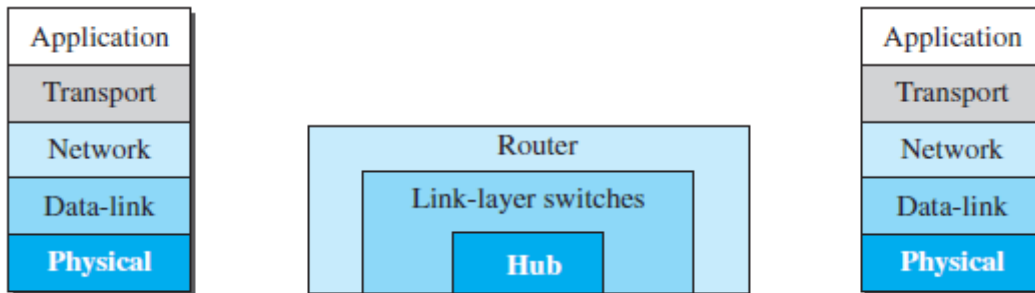 Application
Transport
Network
Data-link
Physical
Router
Link-layer switches
Hub
Application
Transport
Network
Data-link
Physical